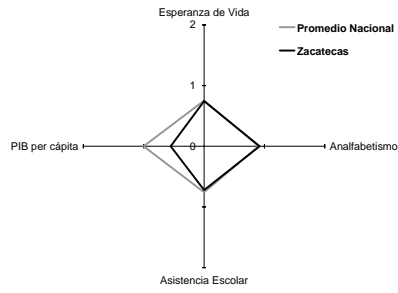 Esperanza de Vida
2
Promedio Nacional
Zacatecas
1
PIB per cápita
0
Analfabetismo
Asistencia Escolar